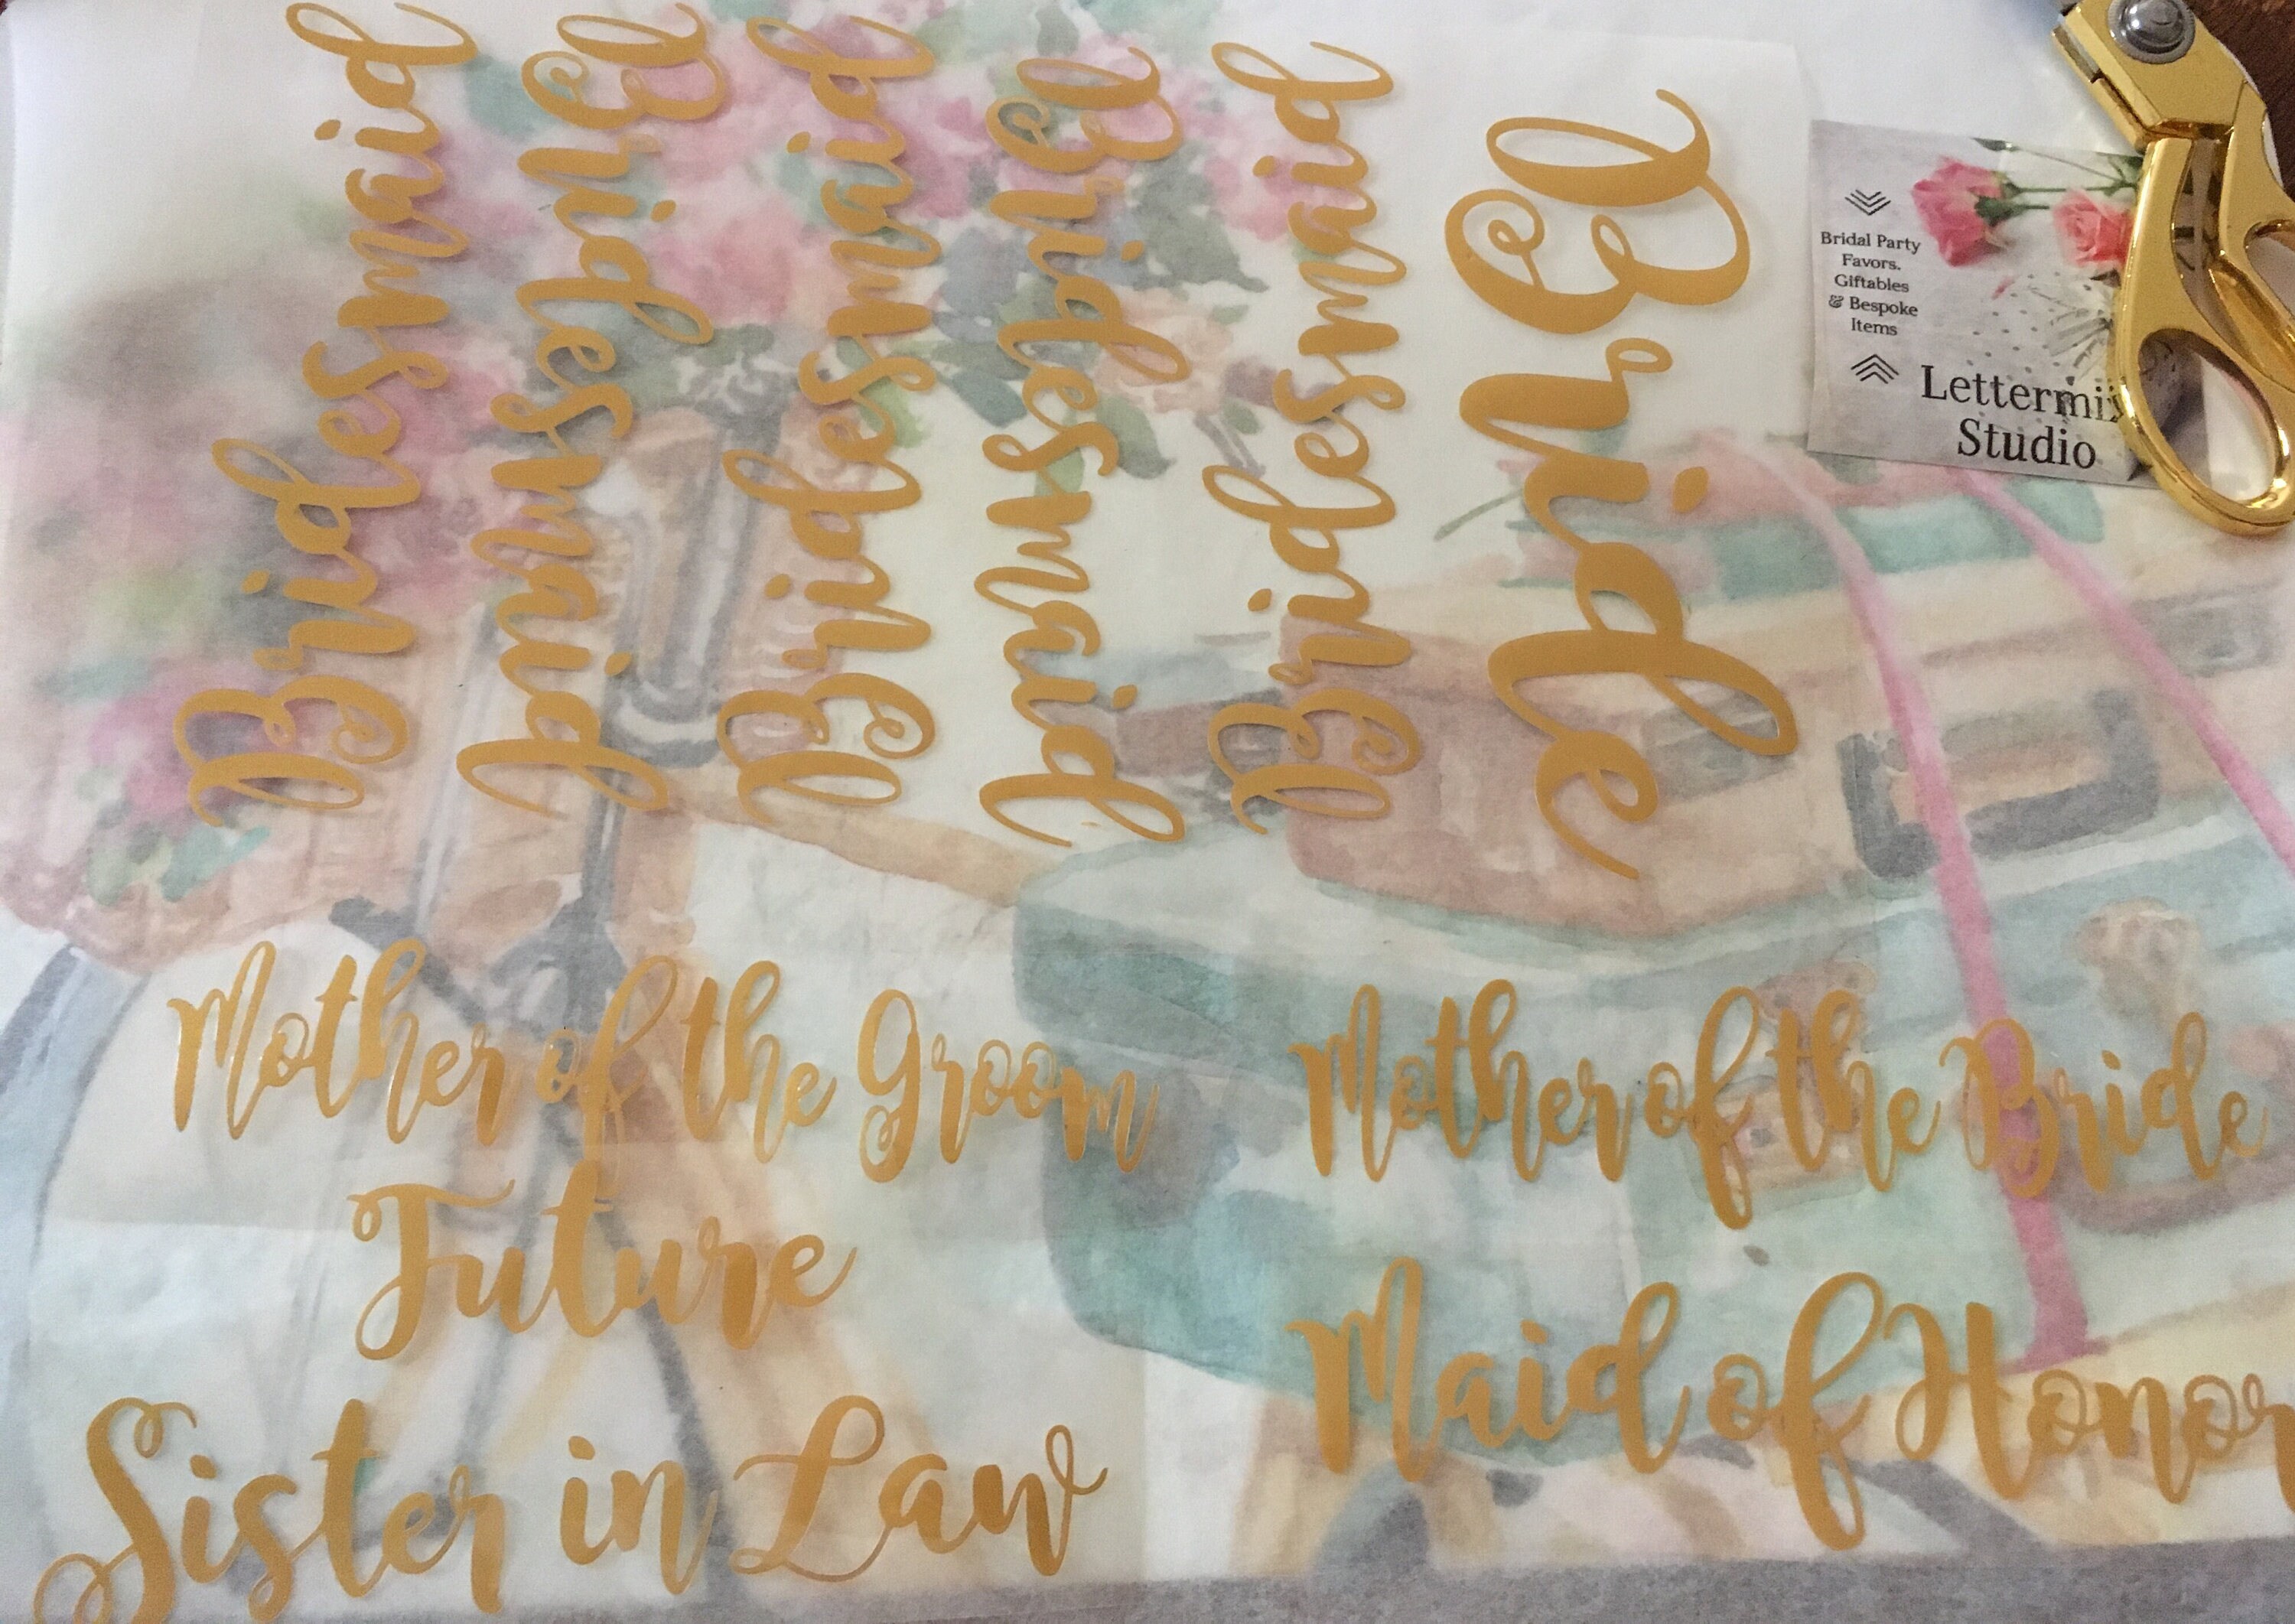 Bridesmaid
Bridesmaid
Bridesmaid
Bridesmaid
Bridesmaid
Bride
Bridal Party
Favors.
Giftables
& Bespoke
Items
Lettermix
Studio
Mother of the Groom
Mother of the Bride
Future
Sister in Law
Maid of Honor